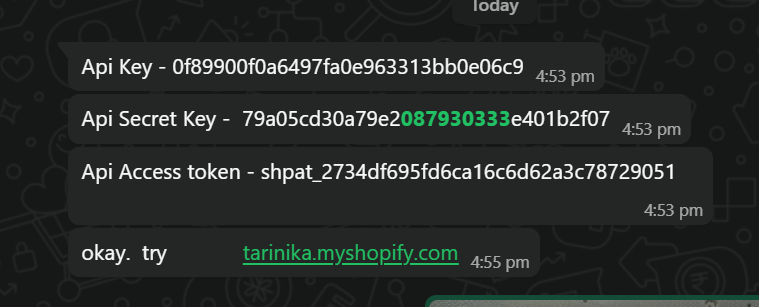 Today
Api Key - 0f89900f0a6497fa0e963313bb0e06c9 4:53 pm
Api Secret Key - 79a05cd30a79e2087930333e401b2f07 4:53 pm
Api Access token - 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
4:53 pm
okay. try tarinika.myshopify.com 4:55 pm